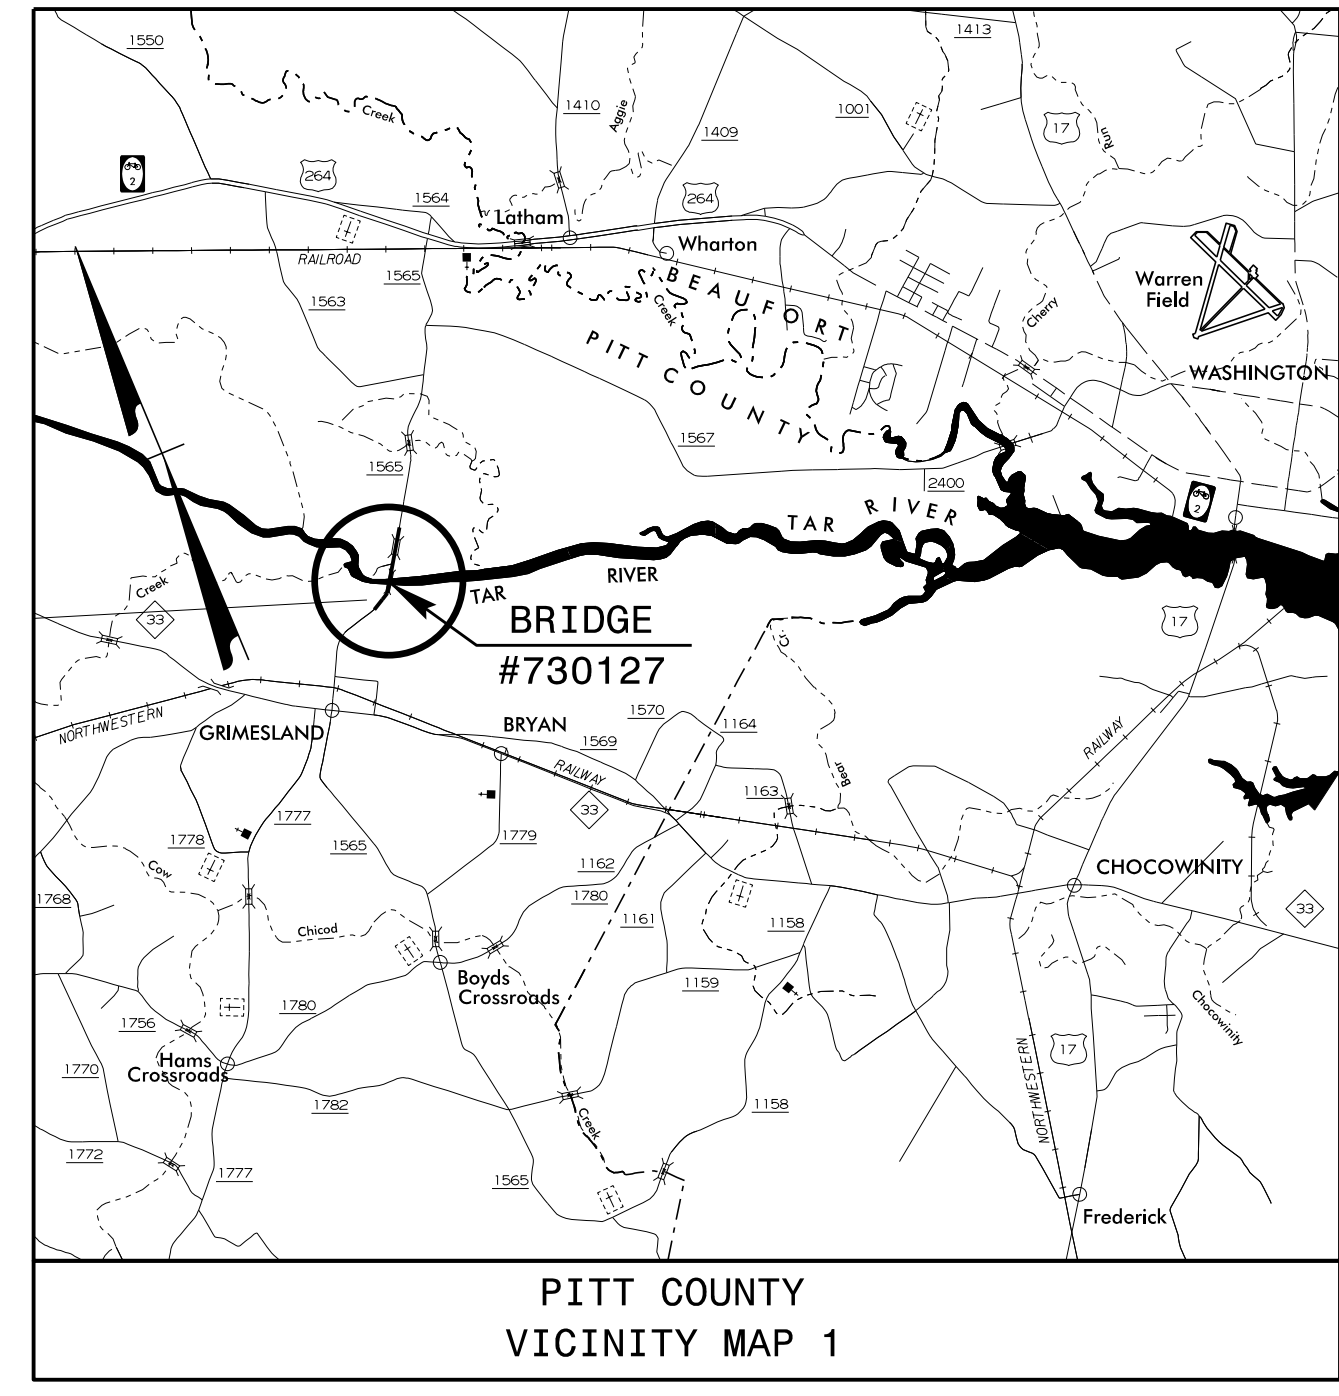 1550
1413
1410
Aggie
Creek
1409
1001
17
Run
2
264
1564
264
Latham
Wharton
RAILROAD
1565
1563
BEAUFORT
Creek
PITT COUNTY
Cherry
Warren
Field
WASHINGTON
1567
1565
2400
2
TAR RIVER
Creek
33
RIVER
TAR
BRIDGE
#730127
17
Cr.
NORTHWESTERN
GRIMESLAND
BRYAN
1570
1164
1569
RAILWAY
RAILWAY
Bear
1163
33
1777
1778
1565
1779
1162
Cow
CHOCOWINITY
1768
1780
1161
1158
33
Chicod
Boyds
Crossroads
1159
1780
1756
Chocowinity
Hams
Crossroads
1770
17
NORTHWESTERN
1782
1158
Creek
1772
1777
1565
Frederick
PITT COUNTY
VICINITY MAP 1